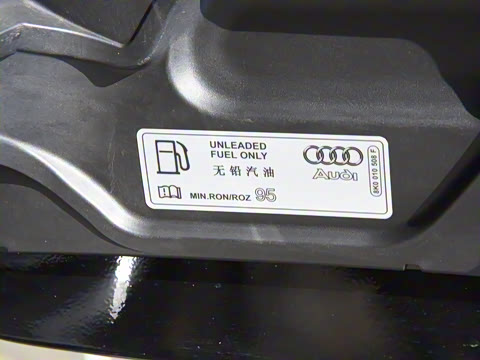 UNLEADED
FUEL ONLY
无铅汽油
MIN.RON/ROZ 95
Audi
8K0 010 508 F